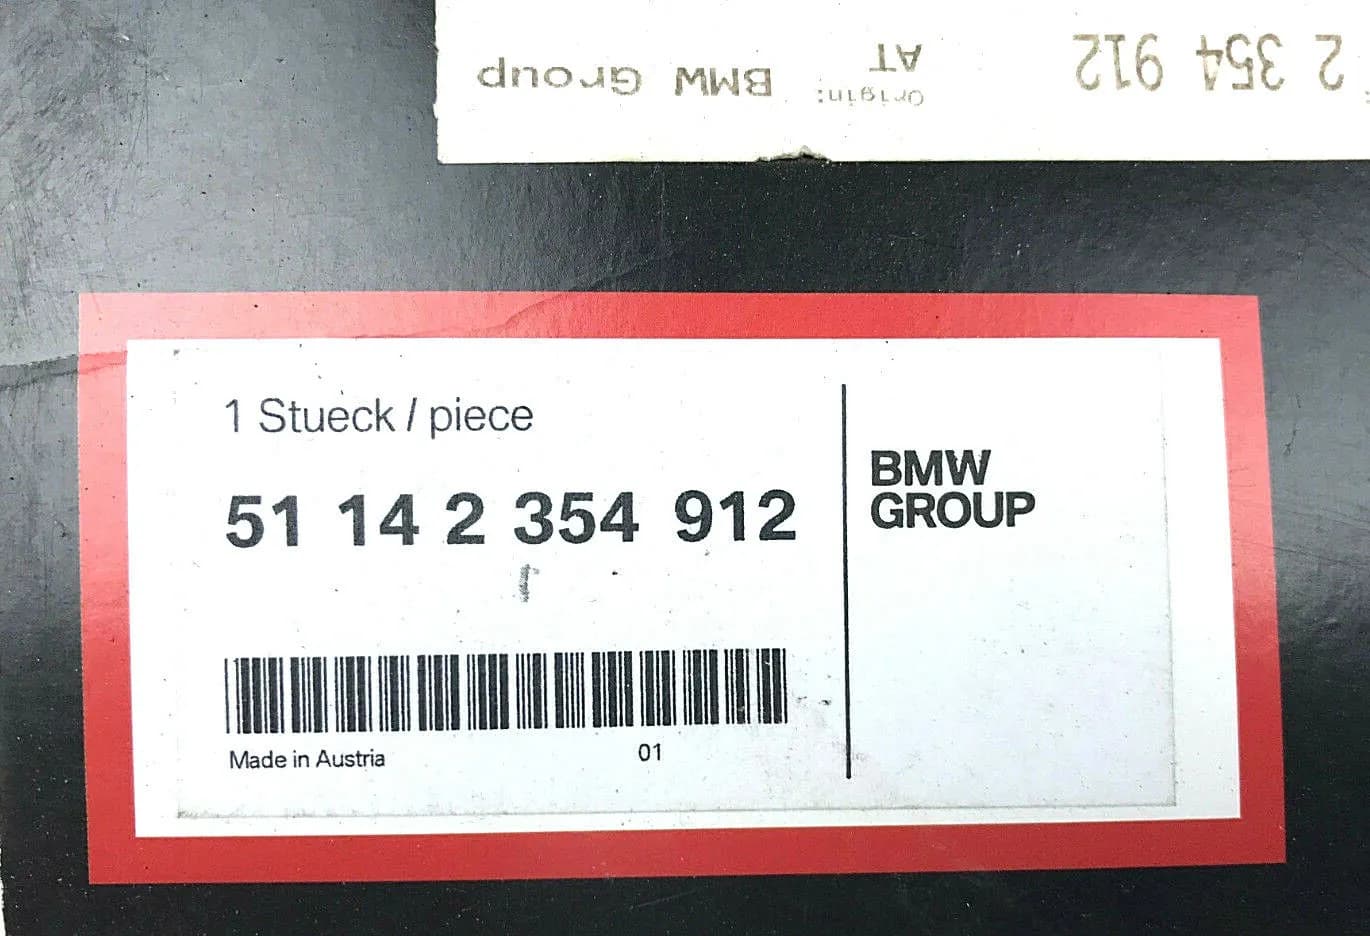 2 354 912
AT
Origin: BMW Group
1 Stueck / piece
51 14 2 354 912
BMW
GROUP
Made in Austria
01